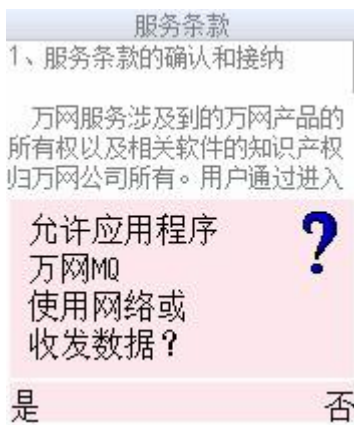 服务条款
1、服务条款的确认和接纳
万网服务涉及到的万网产品的
所有权以及相关软件的知识产权
归万网公司所有。用户通过进入
允许应用程序
万网MQ
使用网络或
收发数据?
?
是
否